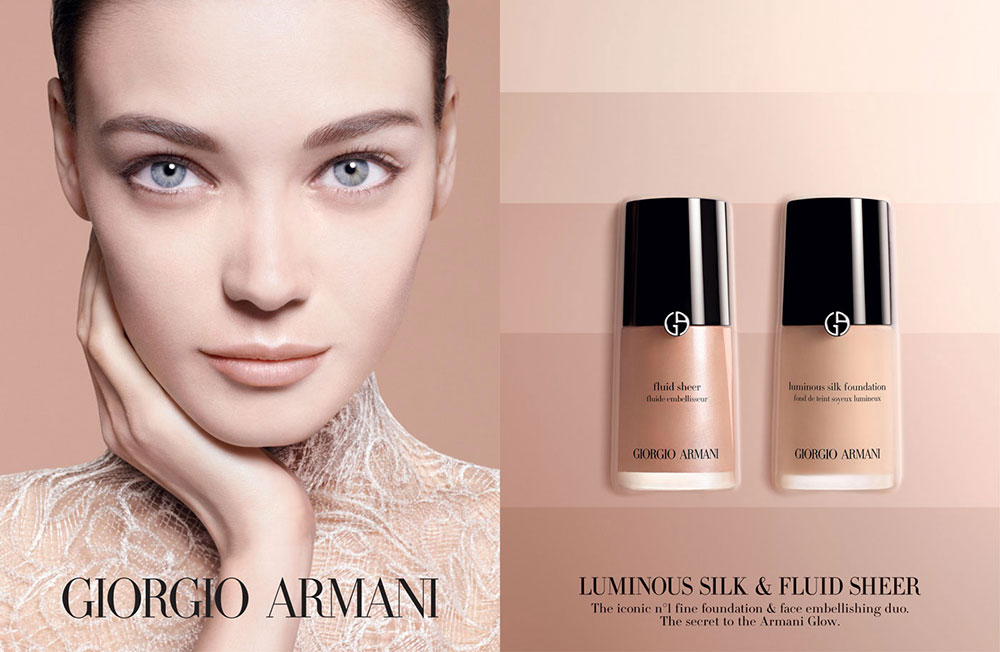 GIORGIO ARMANI
fluid sheer
fluide embellisseur
GIORGIO ARMANI
luminous silk foundation
fond de teint soyeux lumineux
GIORGIO ARMANI
LUMINOUS SILK & FLUID SHEER
The iconic n°1 fine foundation & face embellishing duo.
The secret to the Armani Glow.